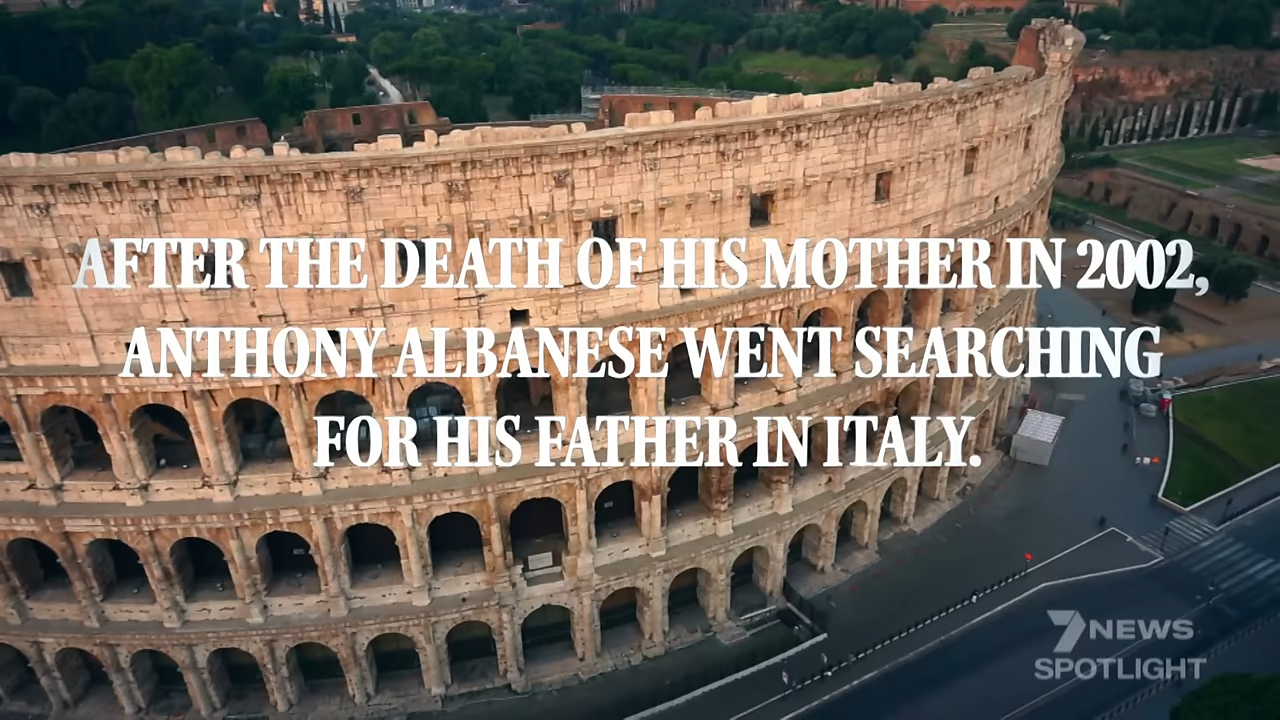 AFTER THE DEATH OF HIS MOTHER IN 2002,
ANTHONY ALBANESE WENT SEARCHING
FOR HIS FATHER IN ITALY.
7NEWS
SPOTLIGHT